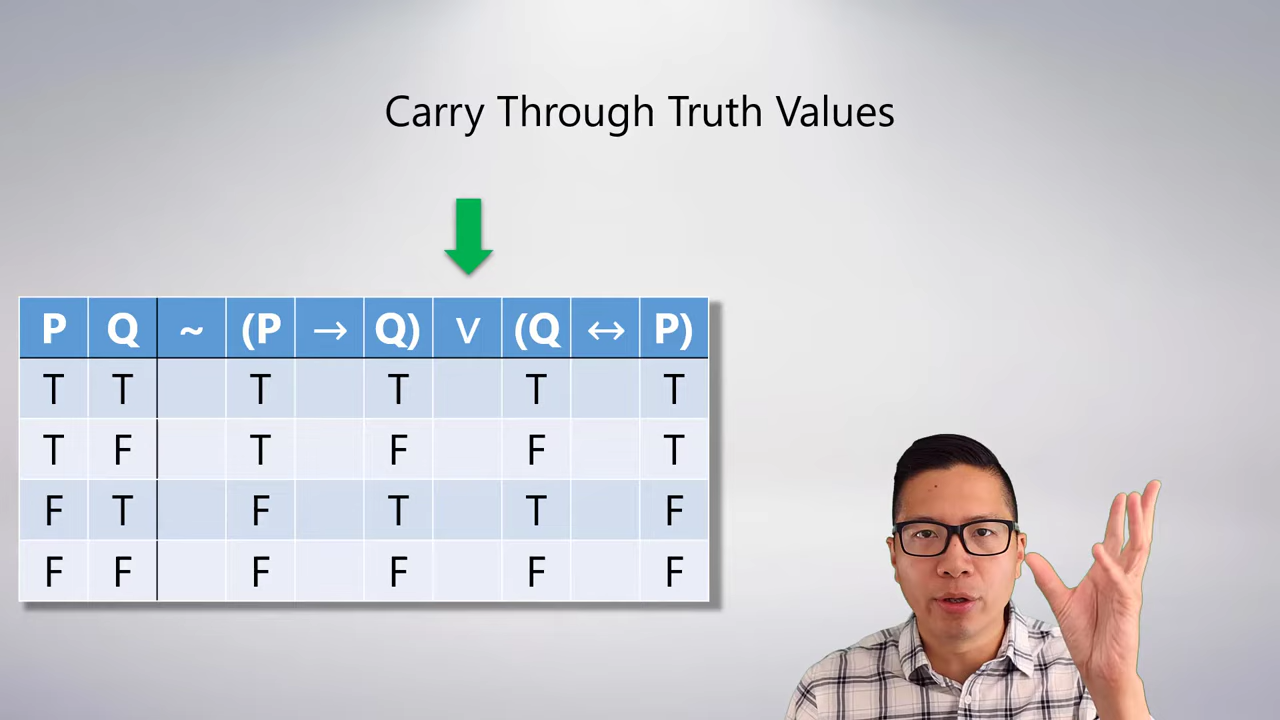 Carry Through Truth Values
P Q ~ (P → Q) ∨ (Q ↔ P)
T T T T T T
T F T F F T
F T F T T F
F F F F F F